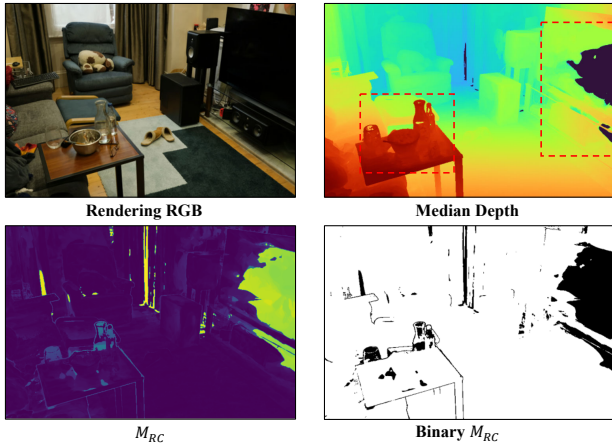 Rendering RGB
Median Depth
M_RC
Binary M_RC